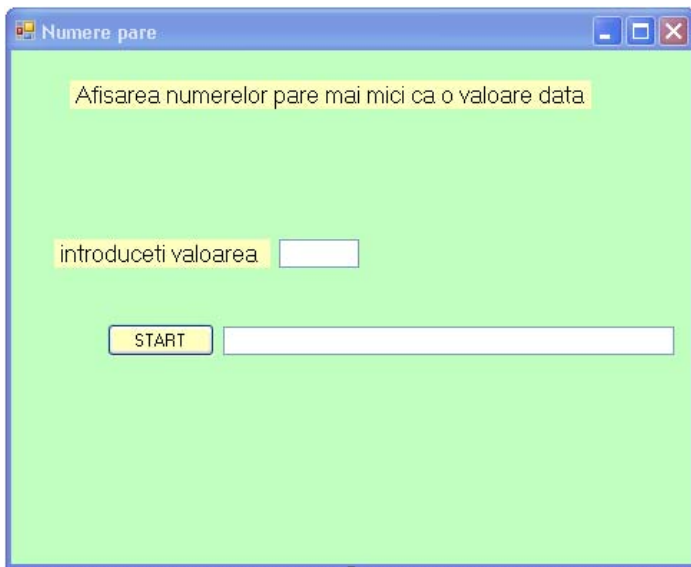 Numere pare
Afisarea numerelor pare mai mici ca o valoare data
introduceti valoarea
START